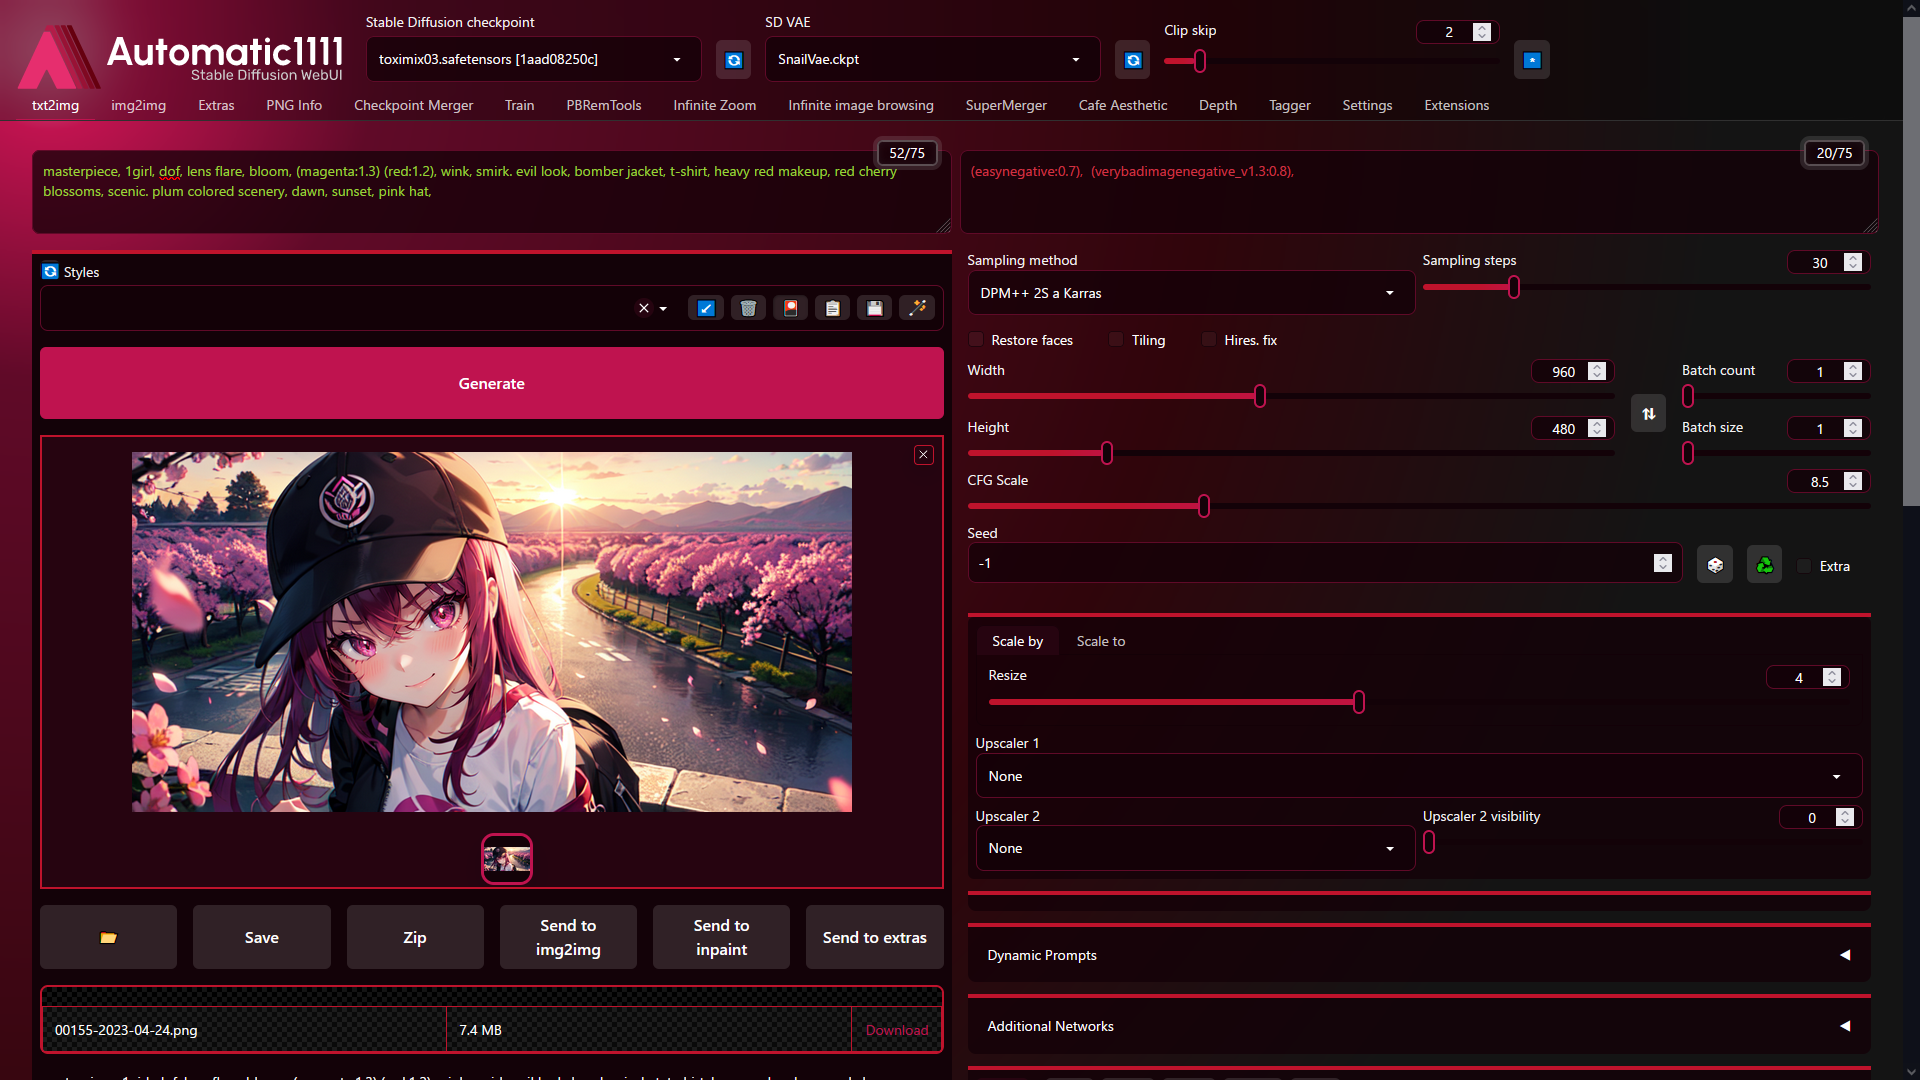 Stable Diffusion checkpoint
SD VAE
Clip skip
2
Automatic1111
Stable Diffusion WebUI
toximix03.safetensors [1aad08250c]
SnailVae.ckpt
txt2img
img2img
Extras
PNG Info
Checkpoint Merger
Train
PBRemTools
Infinite Zoom
Infinite image browsing
SuperMerger
Cafe Aesthetic
Depth
Tagger
Settings
Extensions
52/75
masterpiece, 1girl, dof, lens flare, bloom, (magenta:1.3) (red:1.2), wink, smirk. evil look, bomber jacket, t-shirt, heavy red makeup, red cherry
blossoms, scenic. plum colored scenery, dawn, sunset, pink hat,
20/75
(easynegative:0.7), (verybadimagenegative_v1.3:0.8),
Styles
Generate
Save
Zip
Send to
img2img
Send to
inpaint
Send to extras
00155-2023-04-24.png
7.4 MB
Download
Sampling method
DPM++ 2S a Karras
Sampling steps
30
Restore faces
Tiling
Hires. fix
Width
960
Batch count
1
Height
480
Batch size
1
CFG Scale
8.5
Seed
-1
Extra
Scale by
Scale to
Resize
4
Upscaler 1
None
Upscaler 2
None
Upscaler 2 visibility
0
Dynamic Prompts
Additional Networks